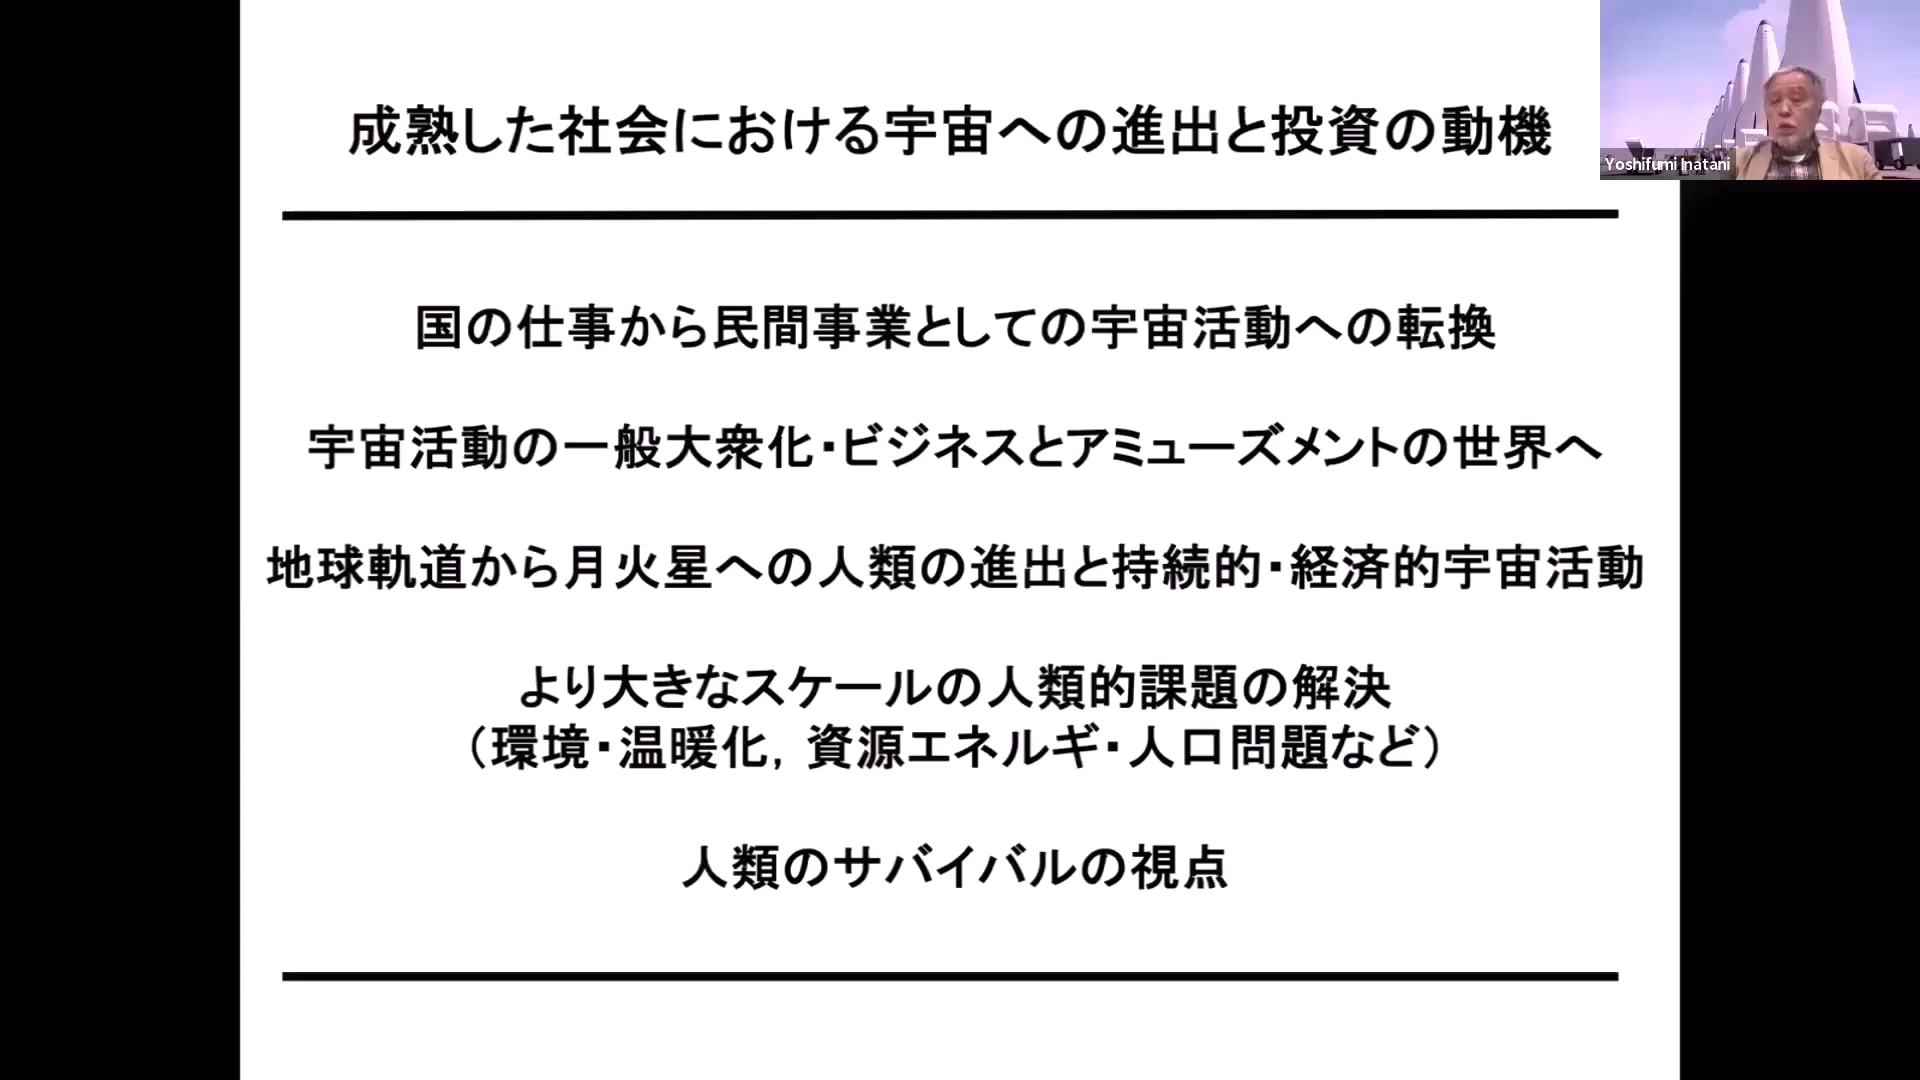 成熟した社会における宇宙への進出と投資の動機
Yoshifumi Inatani
国の仕事から民間事業としての宇宙活動への転換
宇宙活動の一般大衆化・ビジネスとアミューズメントの世界へ
地球軌道から月火星への人類の進出と持続的・経済的宇宙活動
より大きなスケールの人類的課題の解決
（環境・温暖化，資源エネルギ・人口問題など）
人類のサバイバルの視点